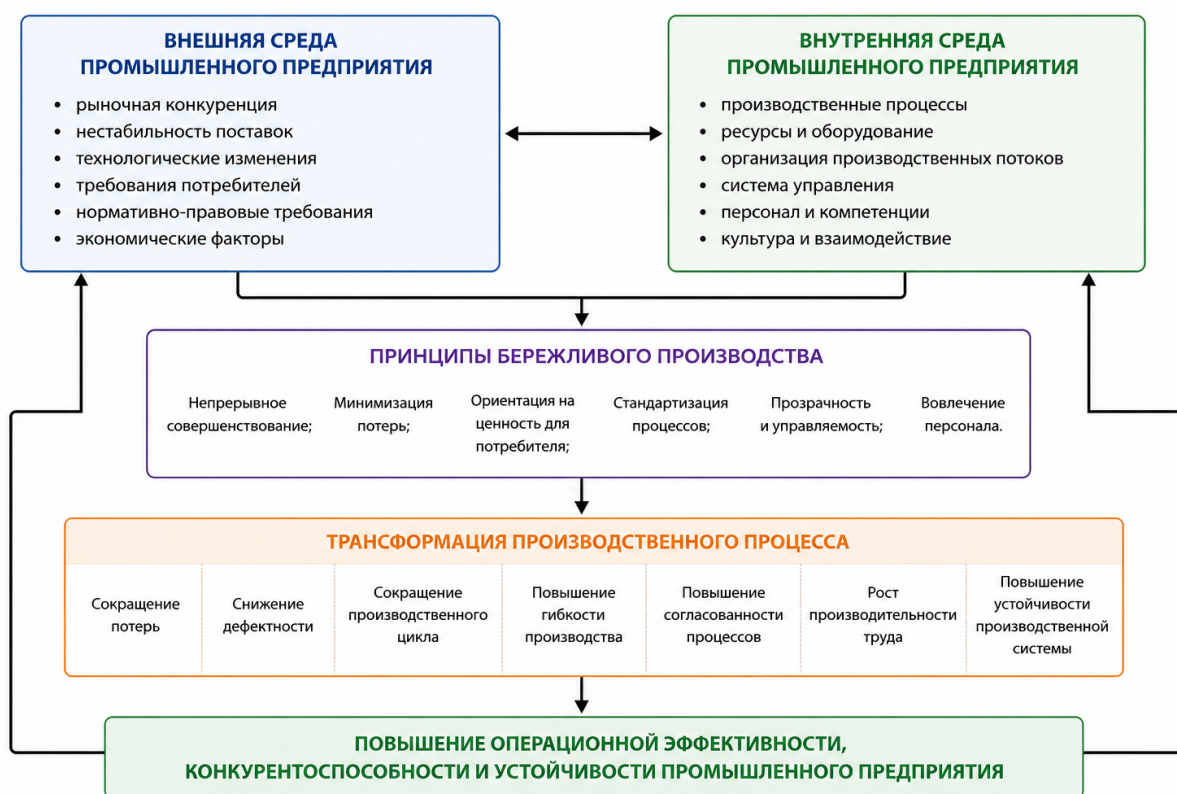 ВНЕШНЯЯ СРЕДА
ПРОМЫШЛЕННОГО ПРЕДПРИЯТИЯ
• рыночная конкуренция
• нестабильность поставок
• технологические изменения
• требования потребителей
• нормативно-правовые требования
• экономические факторы
ВНУТРЕННЯЯ СРЕДА
ПРОМЫШЛЕННОГО ПРЕДПРИЯТИЯ
• производственные процессы
• ресурсы и оборудование
• организация производственных потоков
• система управления
• персонал и компетенции
• культура и взаимодействие
ПРИНЦИПЫ БЕРЕЖЛИВОГО ПРОИЗВОДСТВА
Непрерывное
совершенствование;
Минимизация
потерь;
Ориентация на
ценность для
потребителя;
Стандартизация
процессов;
Прозрачность
и управляемость;
Вовлечение
персонала.
ТРАНСФОРМАЦИЯ ПРОИЗВОДСТВЕННОГО ПРОЦЕССА
Сокращение
потерь
Снижение
дефектности
Сокращение
производственного
цикла
Повышение
гибкости
производства
Повышение
согласованности
процессов
Рост
производительности
труда
Повышение
устойчивости
производственной
системы
ПОВЫШЕНИЕ ОПЕРАЦИОННОЙ ЭФФЕКТИВНОСТИ,
КОНКУРЕНТОСПОСОБНОСТИ И УСТОЙЧИВОСТИ ПРОМЫШЛЕННОГО ПРЕДПРИЯТИЯ